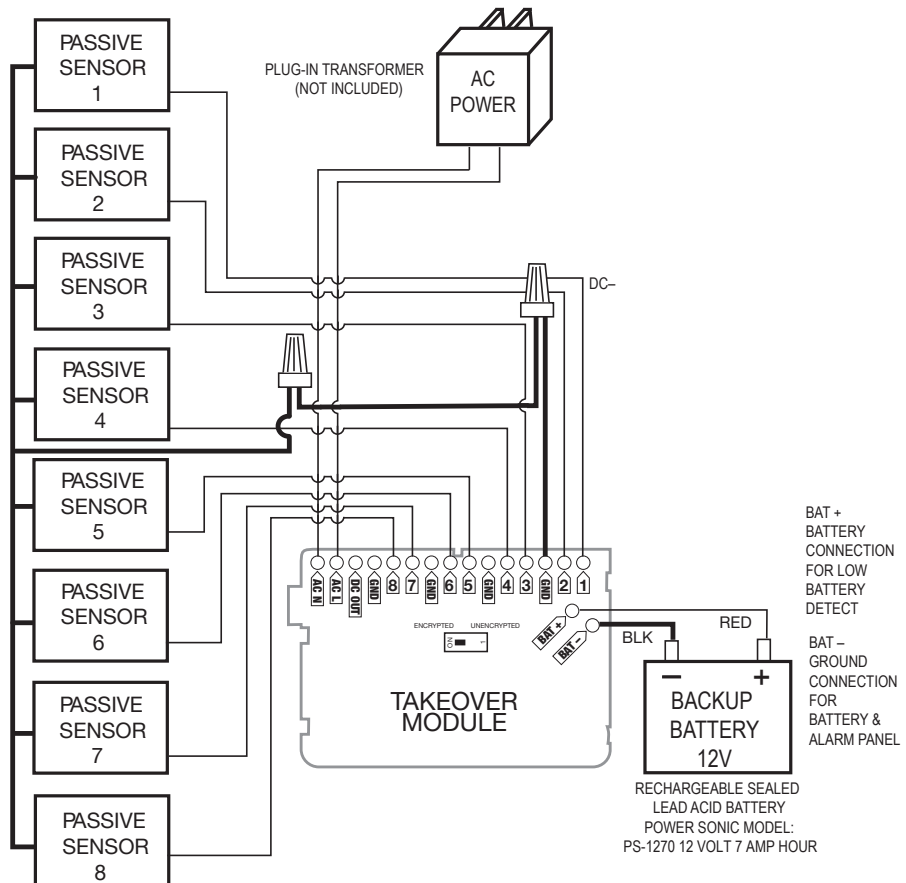 PASSIVE
SENSOR
1
PASSIVE
SENSOR
2
PASSIVE
SENSOR
3
PASSIVE
SENSOR
4
PASSIVE
SENSOR
5
PASSIVE
SENSOR
6
PASSIVE
SENSOR
7
PASSIVE
SENSOR
8
PLUG-IN TRANSFORMER
(NOT INCLUDED)
AC
POWER
DC–
AC N
AC L
DC OUT
GND
8
7
GND
6
5
GND
4
3
GND
2
1
ENCRYPTED UNENCRYPTED
ON 1
BAT +
BAT –
TAKEOVER
MODULE
BLK
RED
– +
BACKUP
BATTERY
12V
RECHARGEABLE SEALED
LEAD ACID BATTERY
POWER SONIC MODEL:
PS-1270 12 VOLT 7 AMP HOUR
BAT +
BATTERY
CONNECTION
FOR LOW
BATTERY
DETECT
BAT –
GROUND
CONNECTION
FOR
BATTERY &
ALARM PANEL